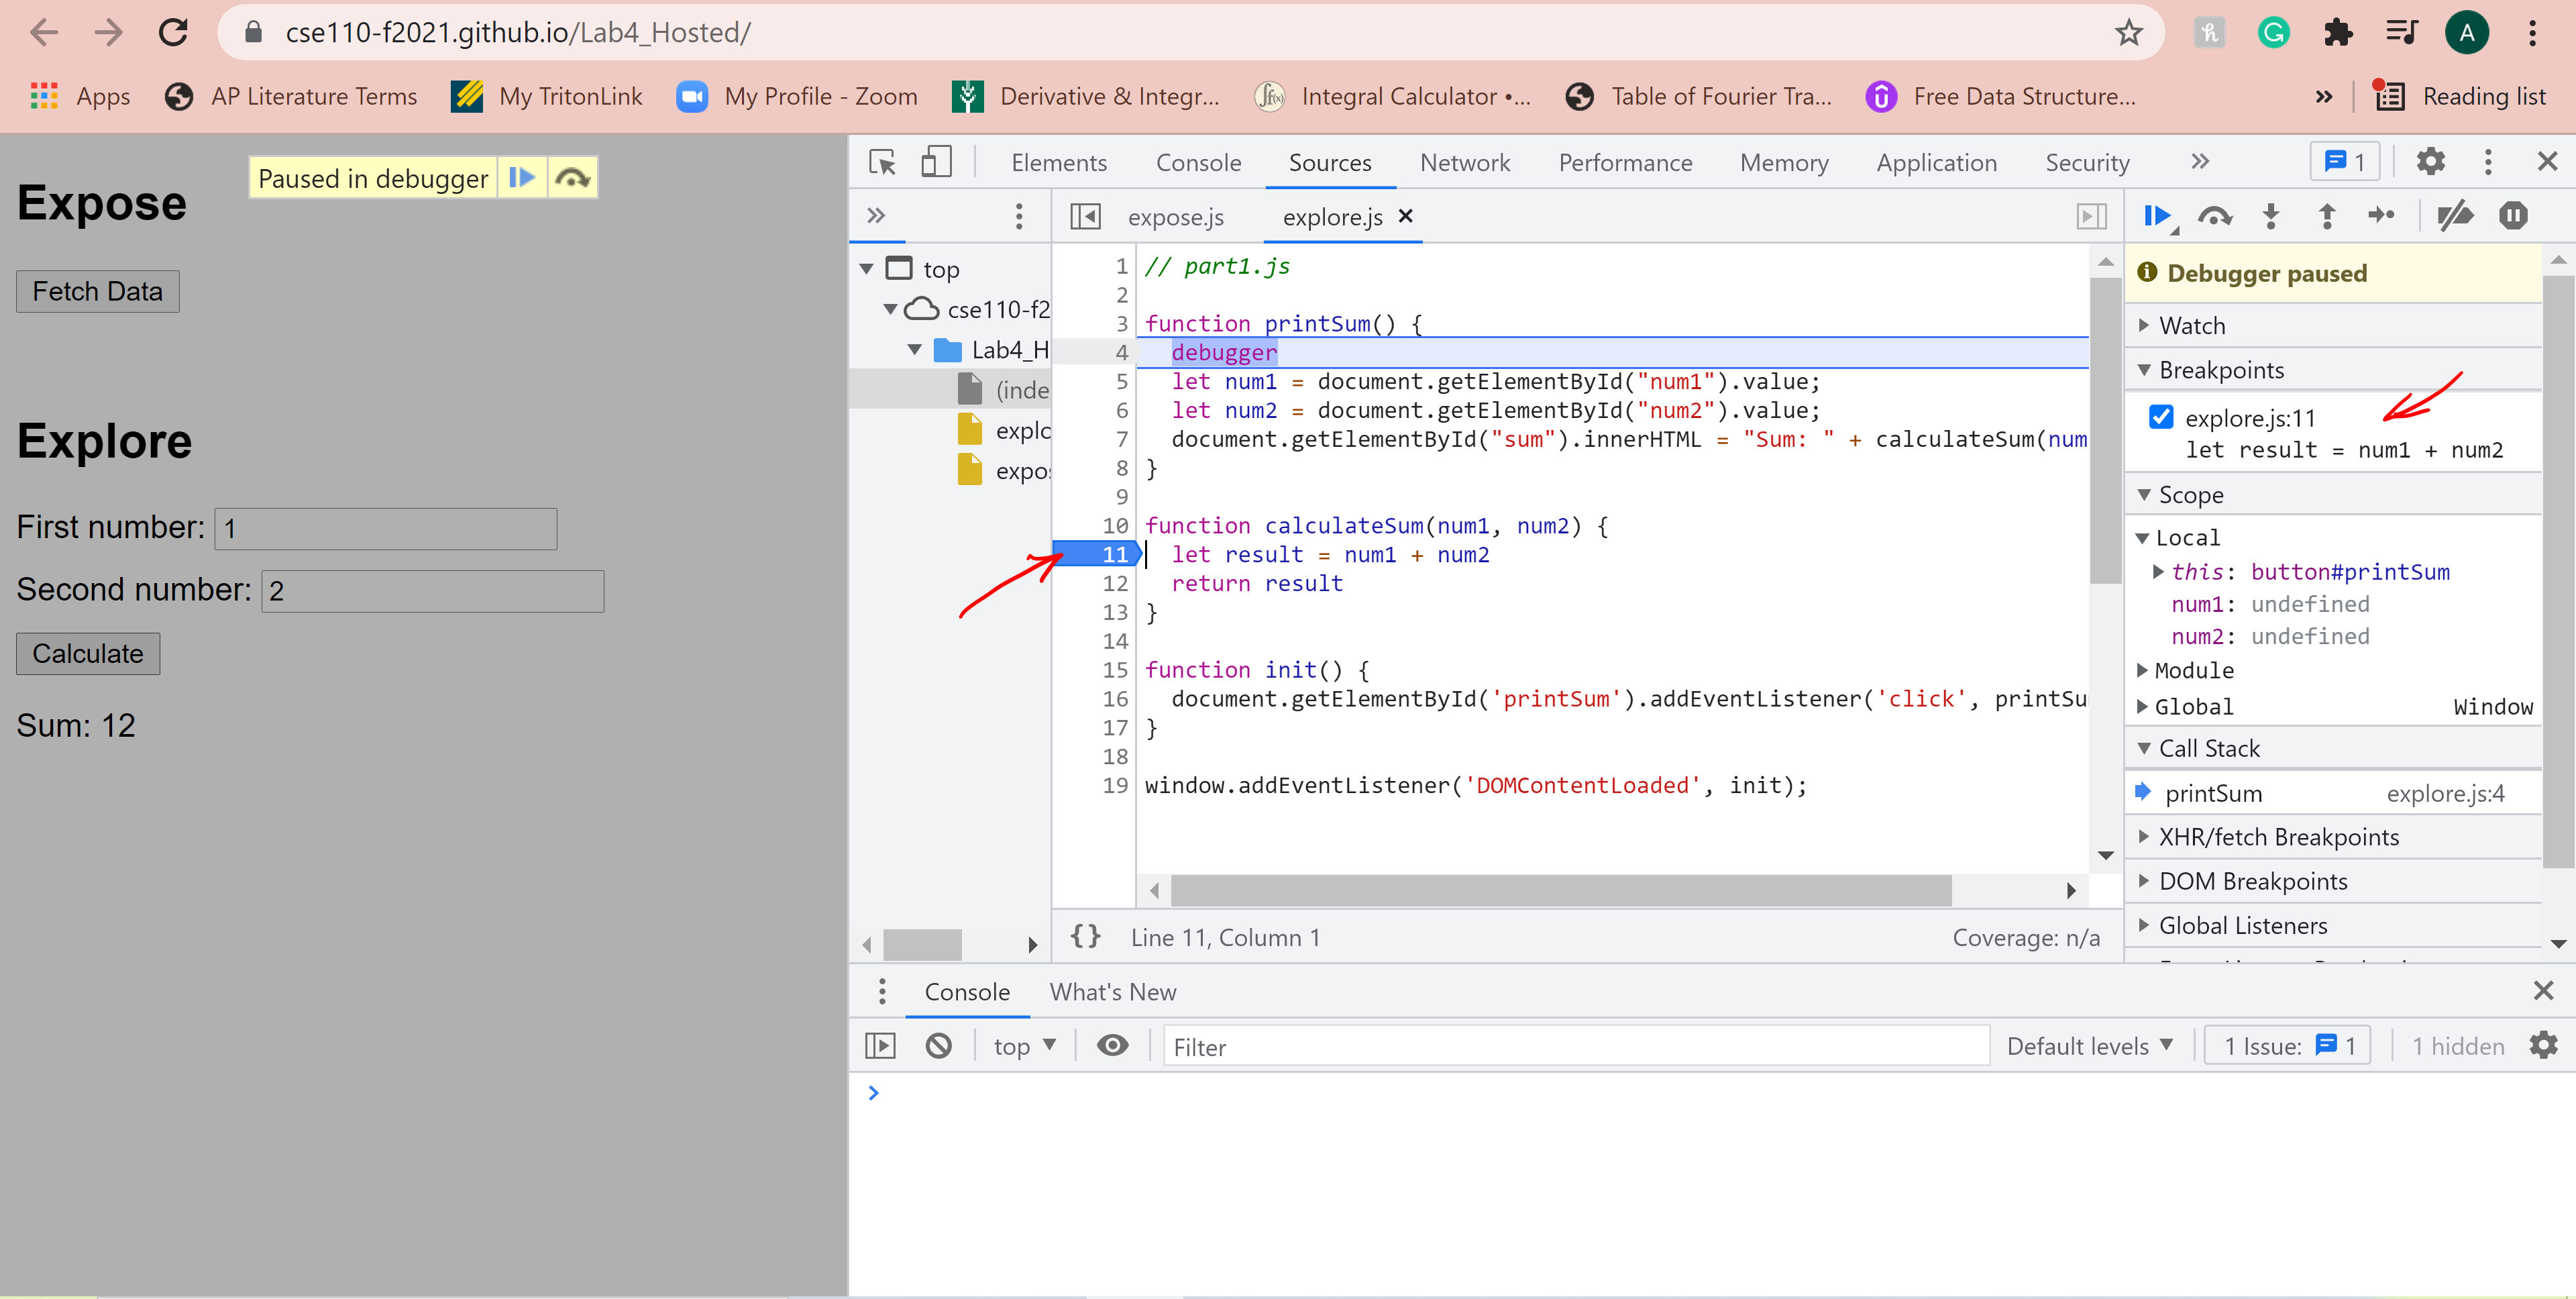 cse110-f2021.github.io/Lab4_Hosted/
A
Apps AP Literature Terms My TritonLink My Profile - Zoom Derivative & Integr... Integral Calculator •... Table of Fourier Tra... Free Data Structure... » Reading list
Paused in debugger
Expose
Fetch Data
Explore
First number: 1
Second number: 2
Calculate
Sum: 12
Elements Console Sources Network Performance Memory Application Security » 1
» expose.js explore.js ×
top
cse110-f2
Lab4_H
(inde
explo
expos
1 // part1.js
2
3 function printSum() {
4 debugger
5 let num1 = document.getElementById("num1").value;
6 let num2 = document.getElementById("num2").value;
7 document.getElementById("sum").innerHTML = "Sum: " + calculateSum(num
8 }
9
10 function calculateSum(num1, num2) {
11 let result = num1 + num2
12 return result
13 }
14
15 function init() {
16 document.getElementById('printSum').addEventListener('click', printSu
17 }
18
19 window.addEventListener('DOMContentLoaded', init);
{} Line 11, Column 1 Coverage: n/a
Debugger paused
Watch
Breakpoints
explore.js:11
let result = num1 + num2
Scope
Local
this: button#printSum
num1: undefined
num2: undefined
Module
Global Window
Call Stack
printSum explore.js:4
XHR/fetch Breakpoints
DOM Breakpoints
Global Listeners
Console What's New
top Filter Default levels 1 Issue: 1 1 hidden
>